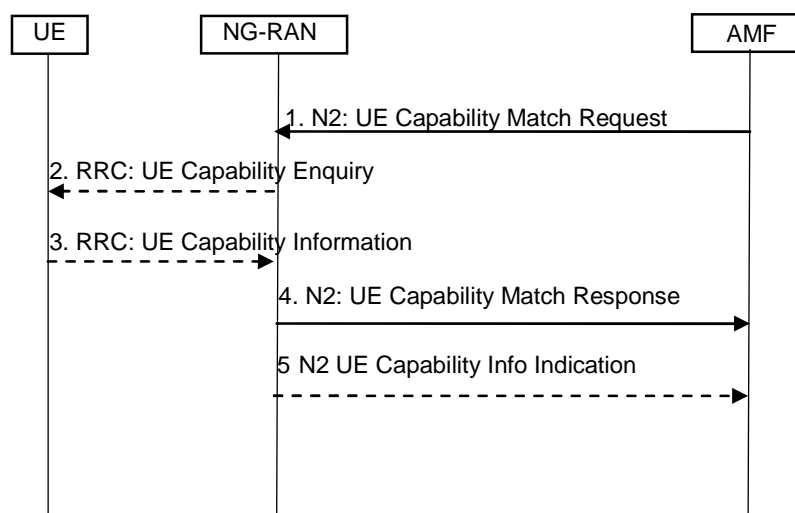 UE
NG-RAN
AMF
1. N2: UE Capability Match Request
2. RRC: UE Capability Enquiry
3. RRC: UE Capability Information
4. N2: UE Capability Match Response
5 N2 UE Capability Info Indication